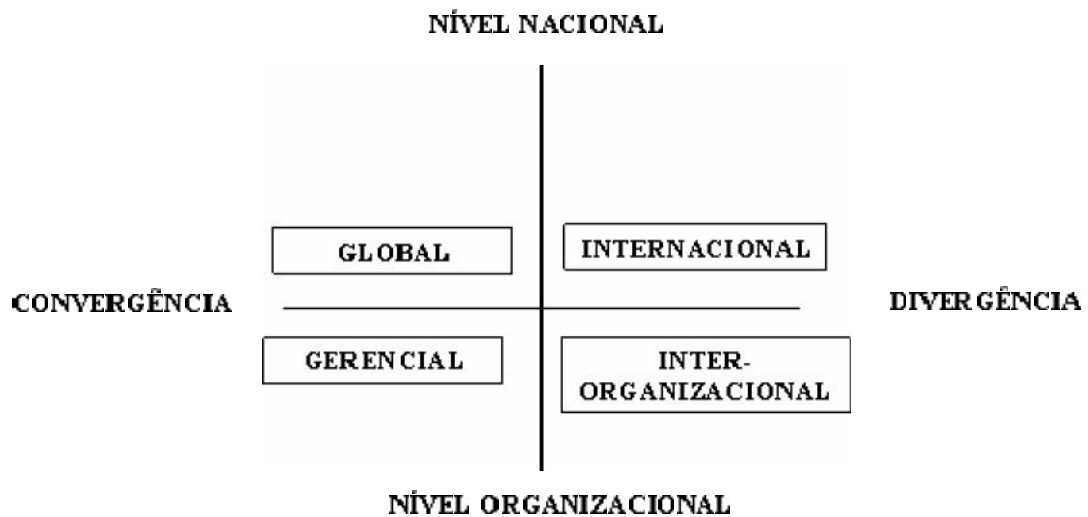 NÍVEL NACIONAL
GLOBAL
INTERNACIONAL
CONVERGÊNCIA
DIVERGÊNCIA
GERENCIAL
INTER-
ORGANIZACIONAL
NÍVEL ORGANIZACIONAL